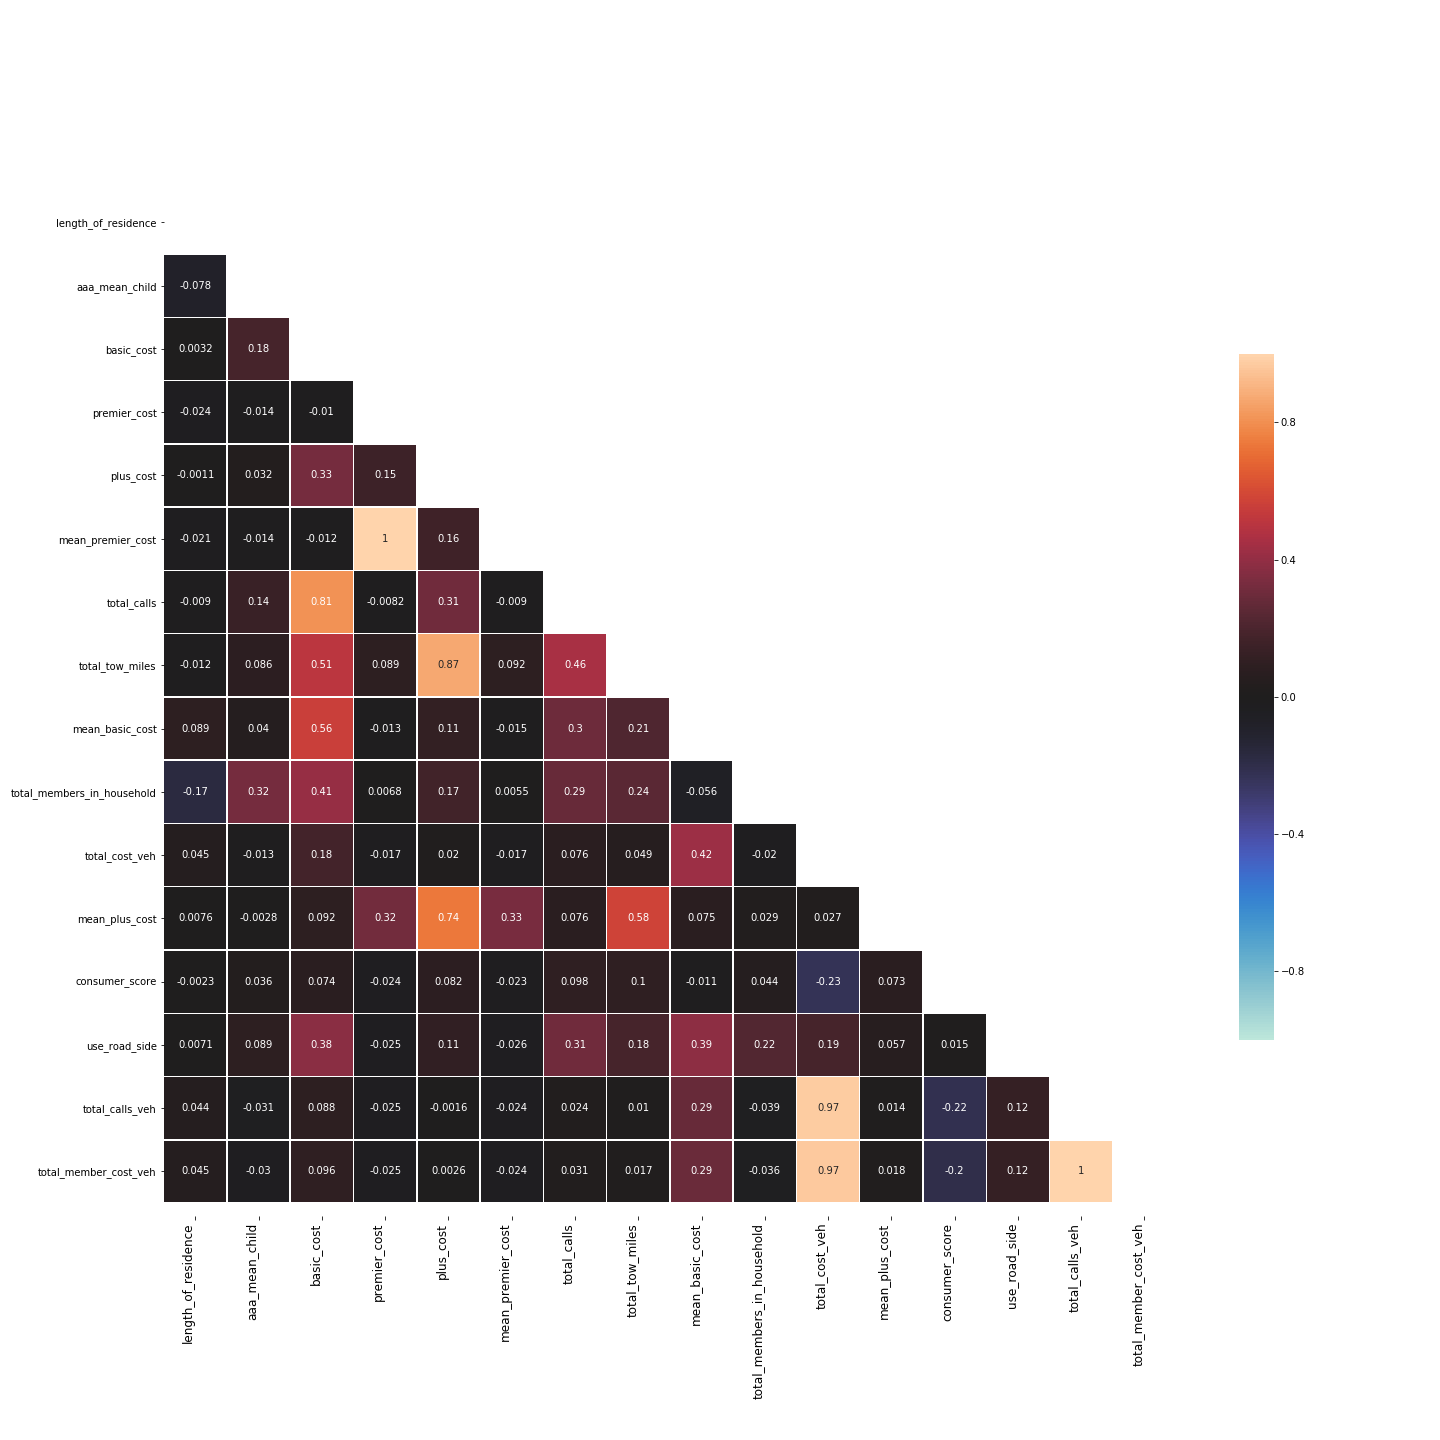 length_of_residence
aaa_mean_child -0.078
basic_cost 0.0032 0.18
premier_cost -0.024 -0.014 -0.01
plus_cost -0.0011 0.032 0.33 0.15
mean_premier_cost -0.021 -0.014 -0.012 1 0.16
total_calls -0.009 0.14 0.81 -0.0082 0.31 -0.009
total_tow_miles -0.012 0.086 0.51 0.089 0.87 0.092 0.46
mean_basic_cost 0.089 0.04 0.56 -0.013 0.11 -0.015 0.3 0.21
total_members_in_household -0.17 0.32 0.41 0.0068 0.17 0.0055 0.29 0.24 -0.056
total_cost_veh 0.045 -0.013 0.18 -0.017 0.02 -0.017 0.076 0.049 0.42 -0.02
mean_plus_cost 0.0076 -0.0028 0.092 0.32 0.74 0.33 0.076 0.58 0.075 0.029 0.027
consumer_score -0.0023 0.036 0.074 -0.024 0.082 -0.023 0.098 0.1 -0.011 0.044 -0.23 0.073
use_road_side 0.0071 0.089 0.38 -0.025 0.11 -0.026 0.31 0.18 0.39 0.22 0.19 0.057 0.015
total_calls_veh 0.044 -0.031 0.088 -0.025 -0.0016 -0.024 0.024 0.01 0.29 -0.039 0.97 0.014 -0.22 0.12
total_member_cost_veh 0.045 -0.03 0.096 -0.025 0.0026 -0.024 0.031 0.017 0.29 -0.036 0.97 0.018 -0.2 0.12 1
length_of_residence
aaa_mean_child
basic_cost
premier_cost
plus_cost
mean_premier_cost
total_calls
total_tow_miles
mean_basic_cost
total_members_in_household
total_cost_veh
mean_plus_cost
consumer_score
use_road_side
total_calls_veh
total_member_cost_veh
0.8
0.4
0.0
−0.4
−0.8